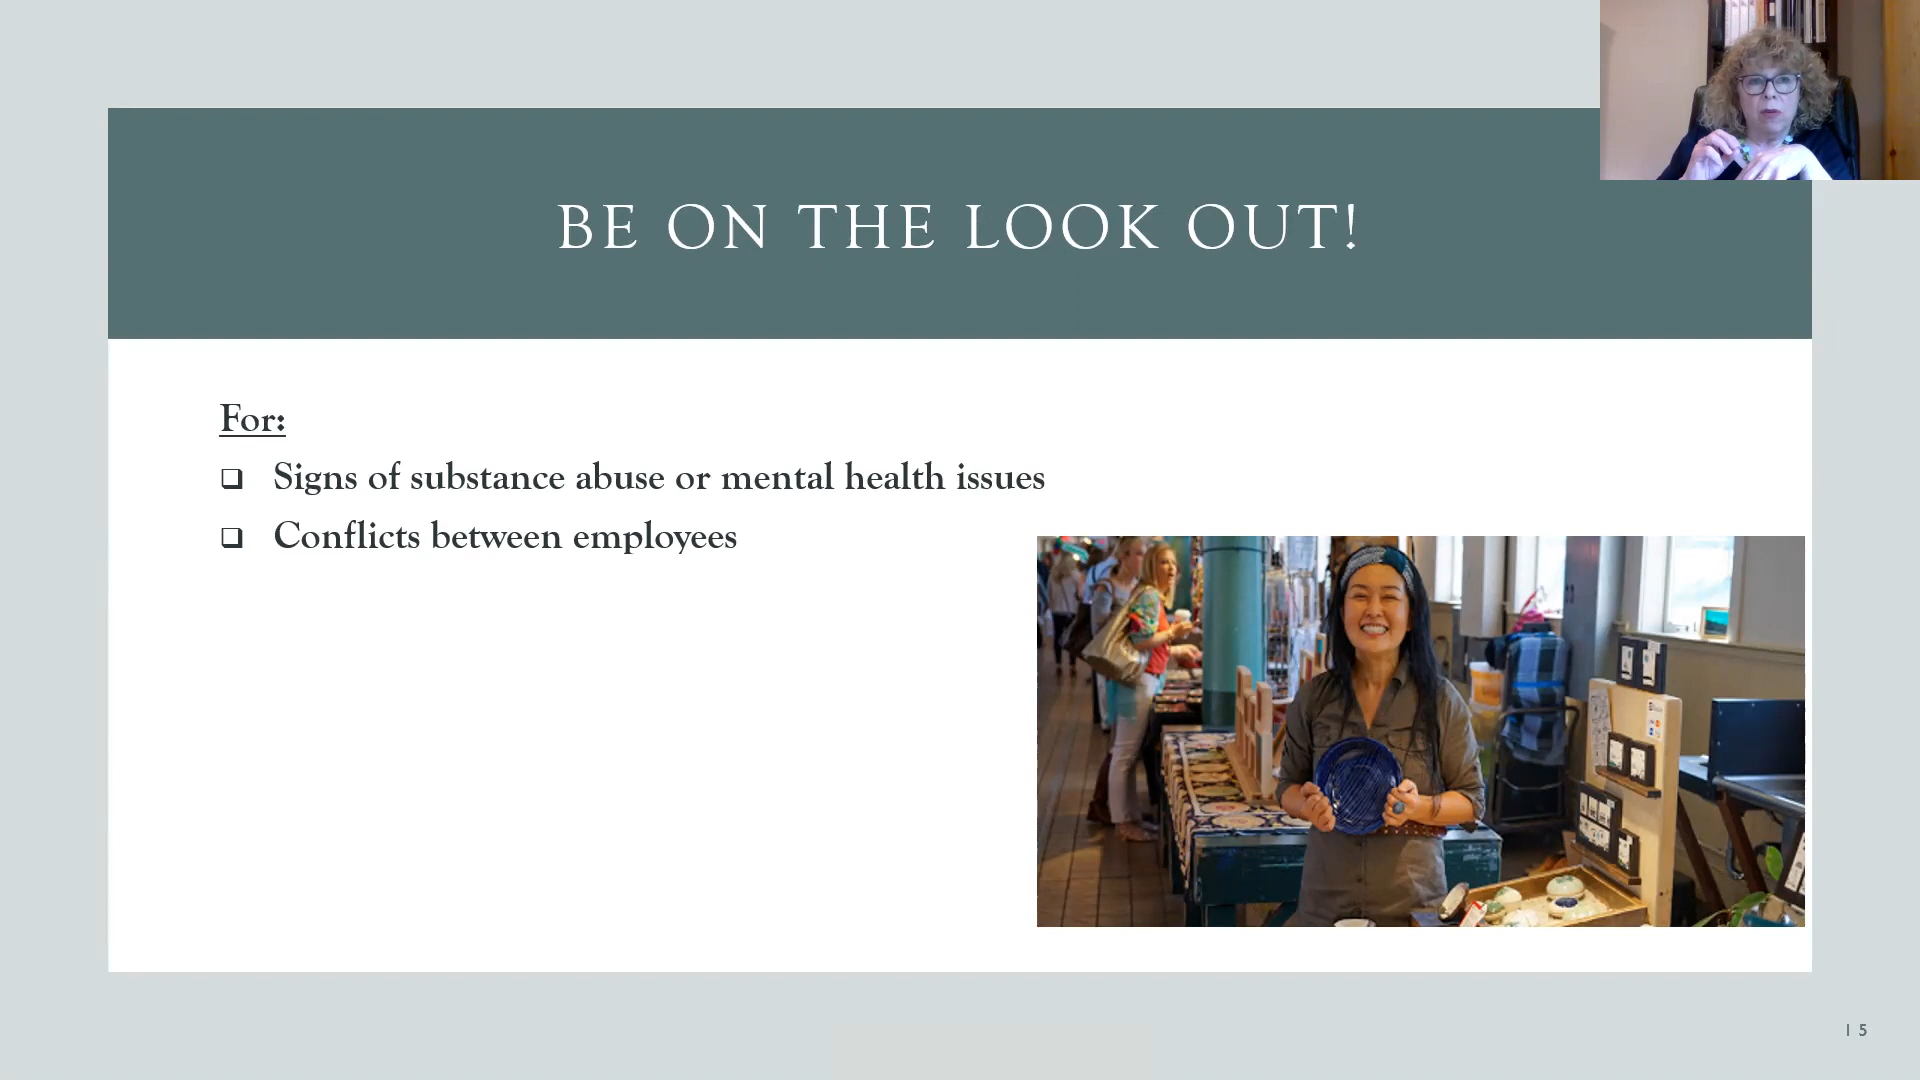 BE ON THE LOOK OUT!
For:
Signs of substance abuse or mental health issues
Conflicts between employees
15